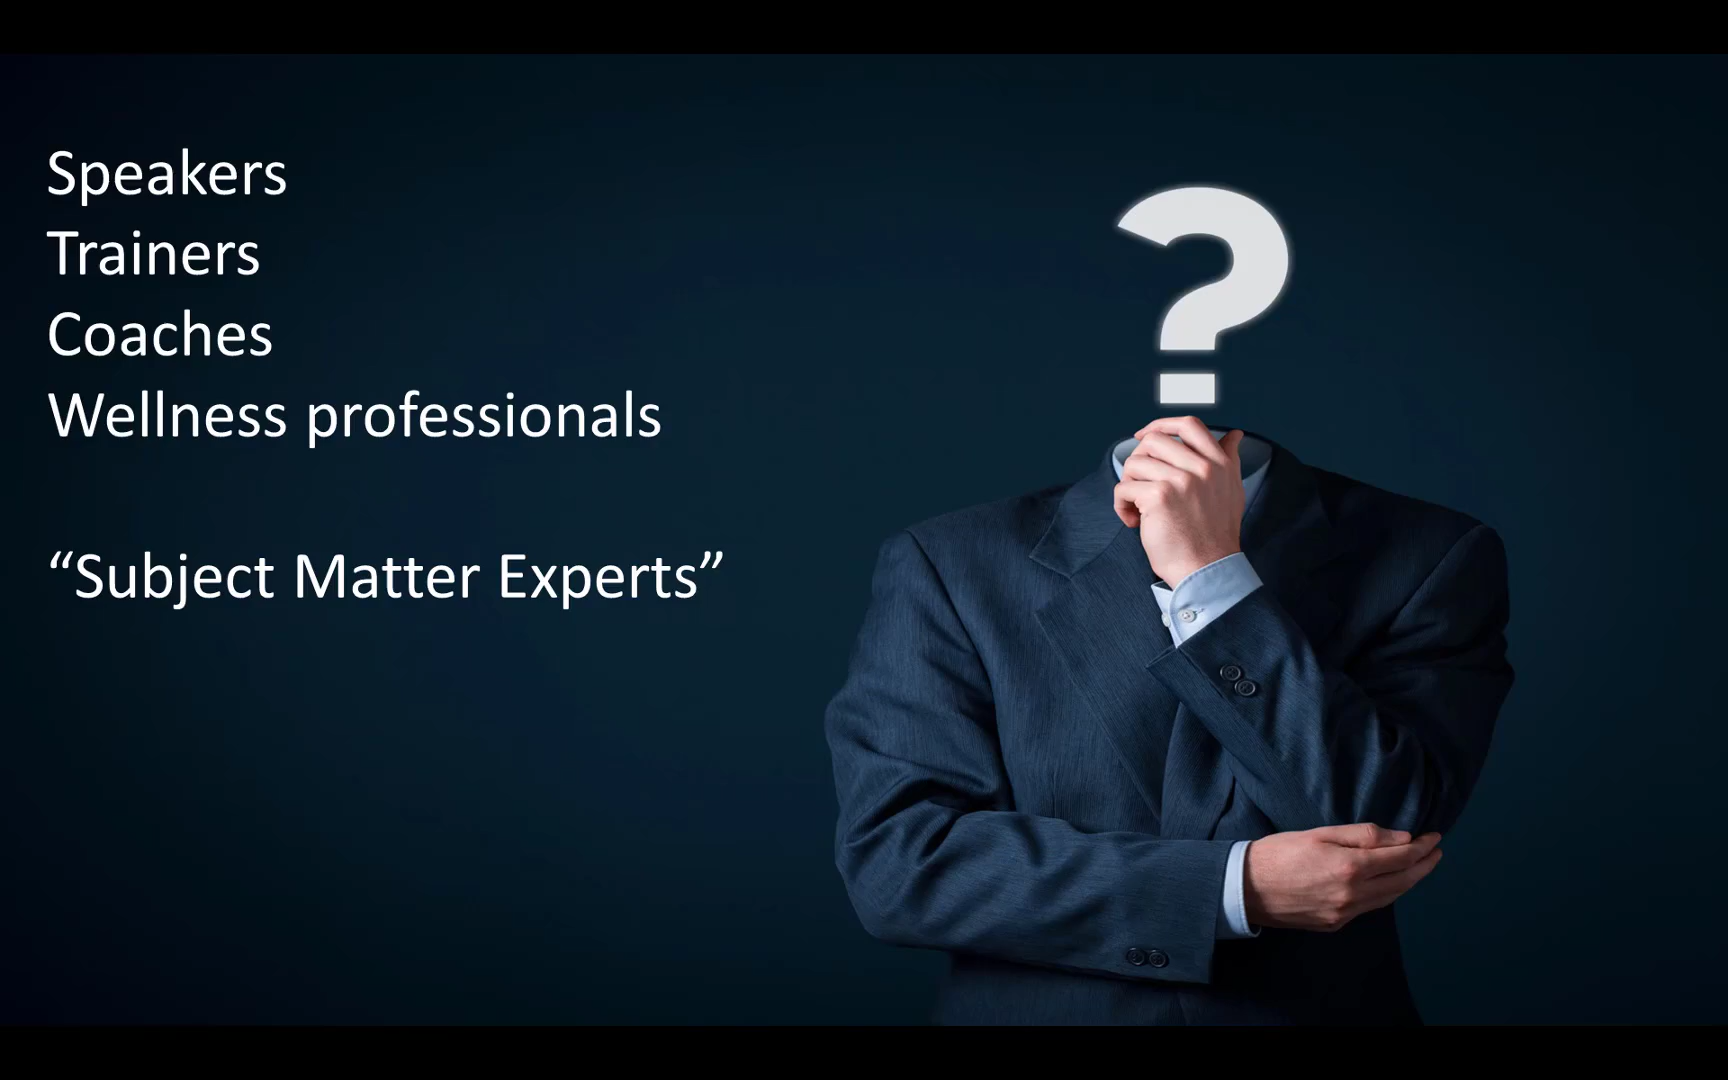 Speakers
Trainers
Coaches
Wellness professionals
“Subject Matter Experts”
?